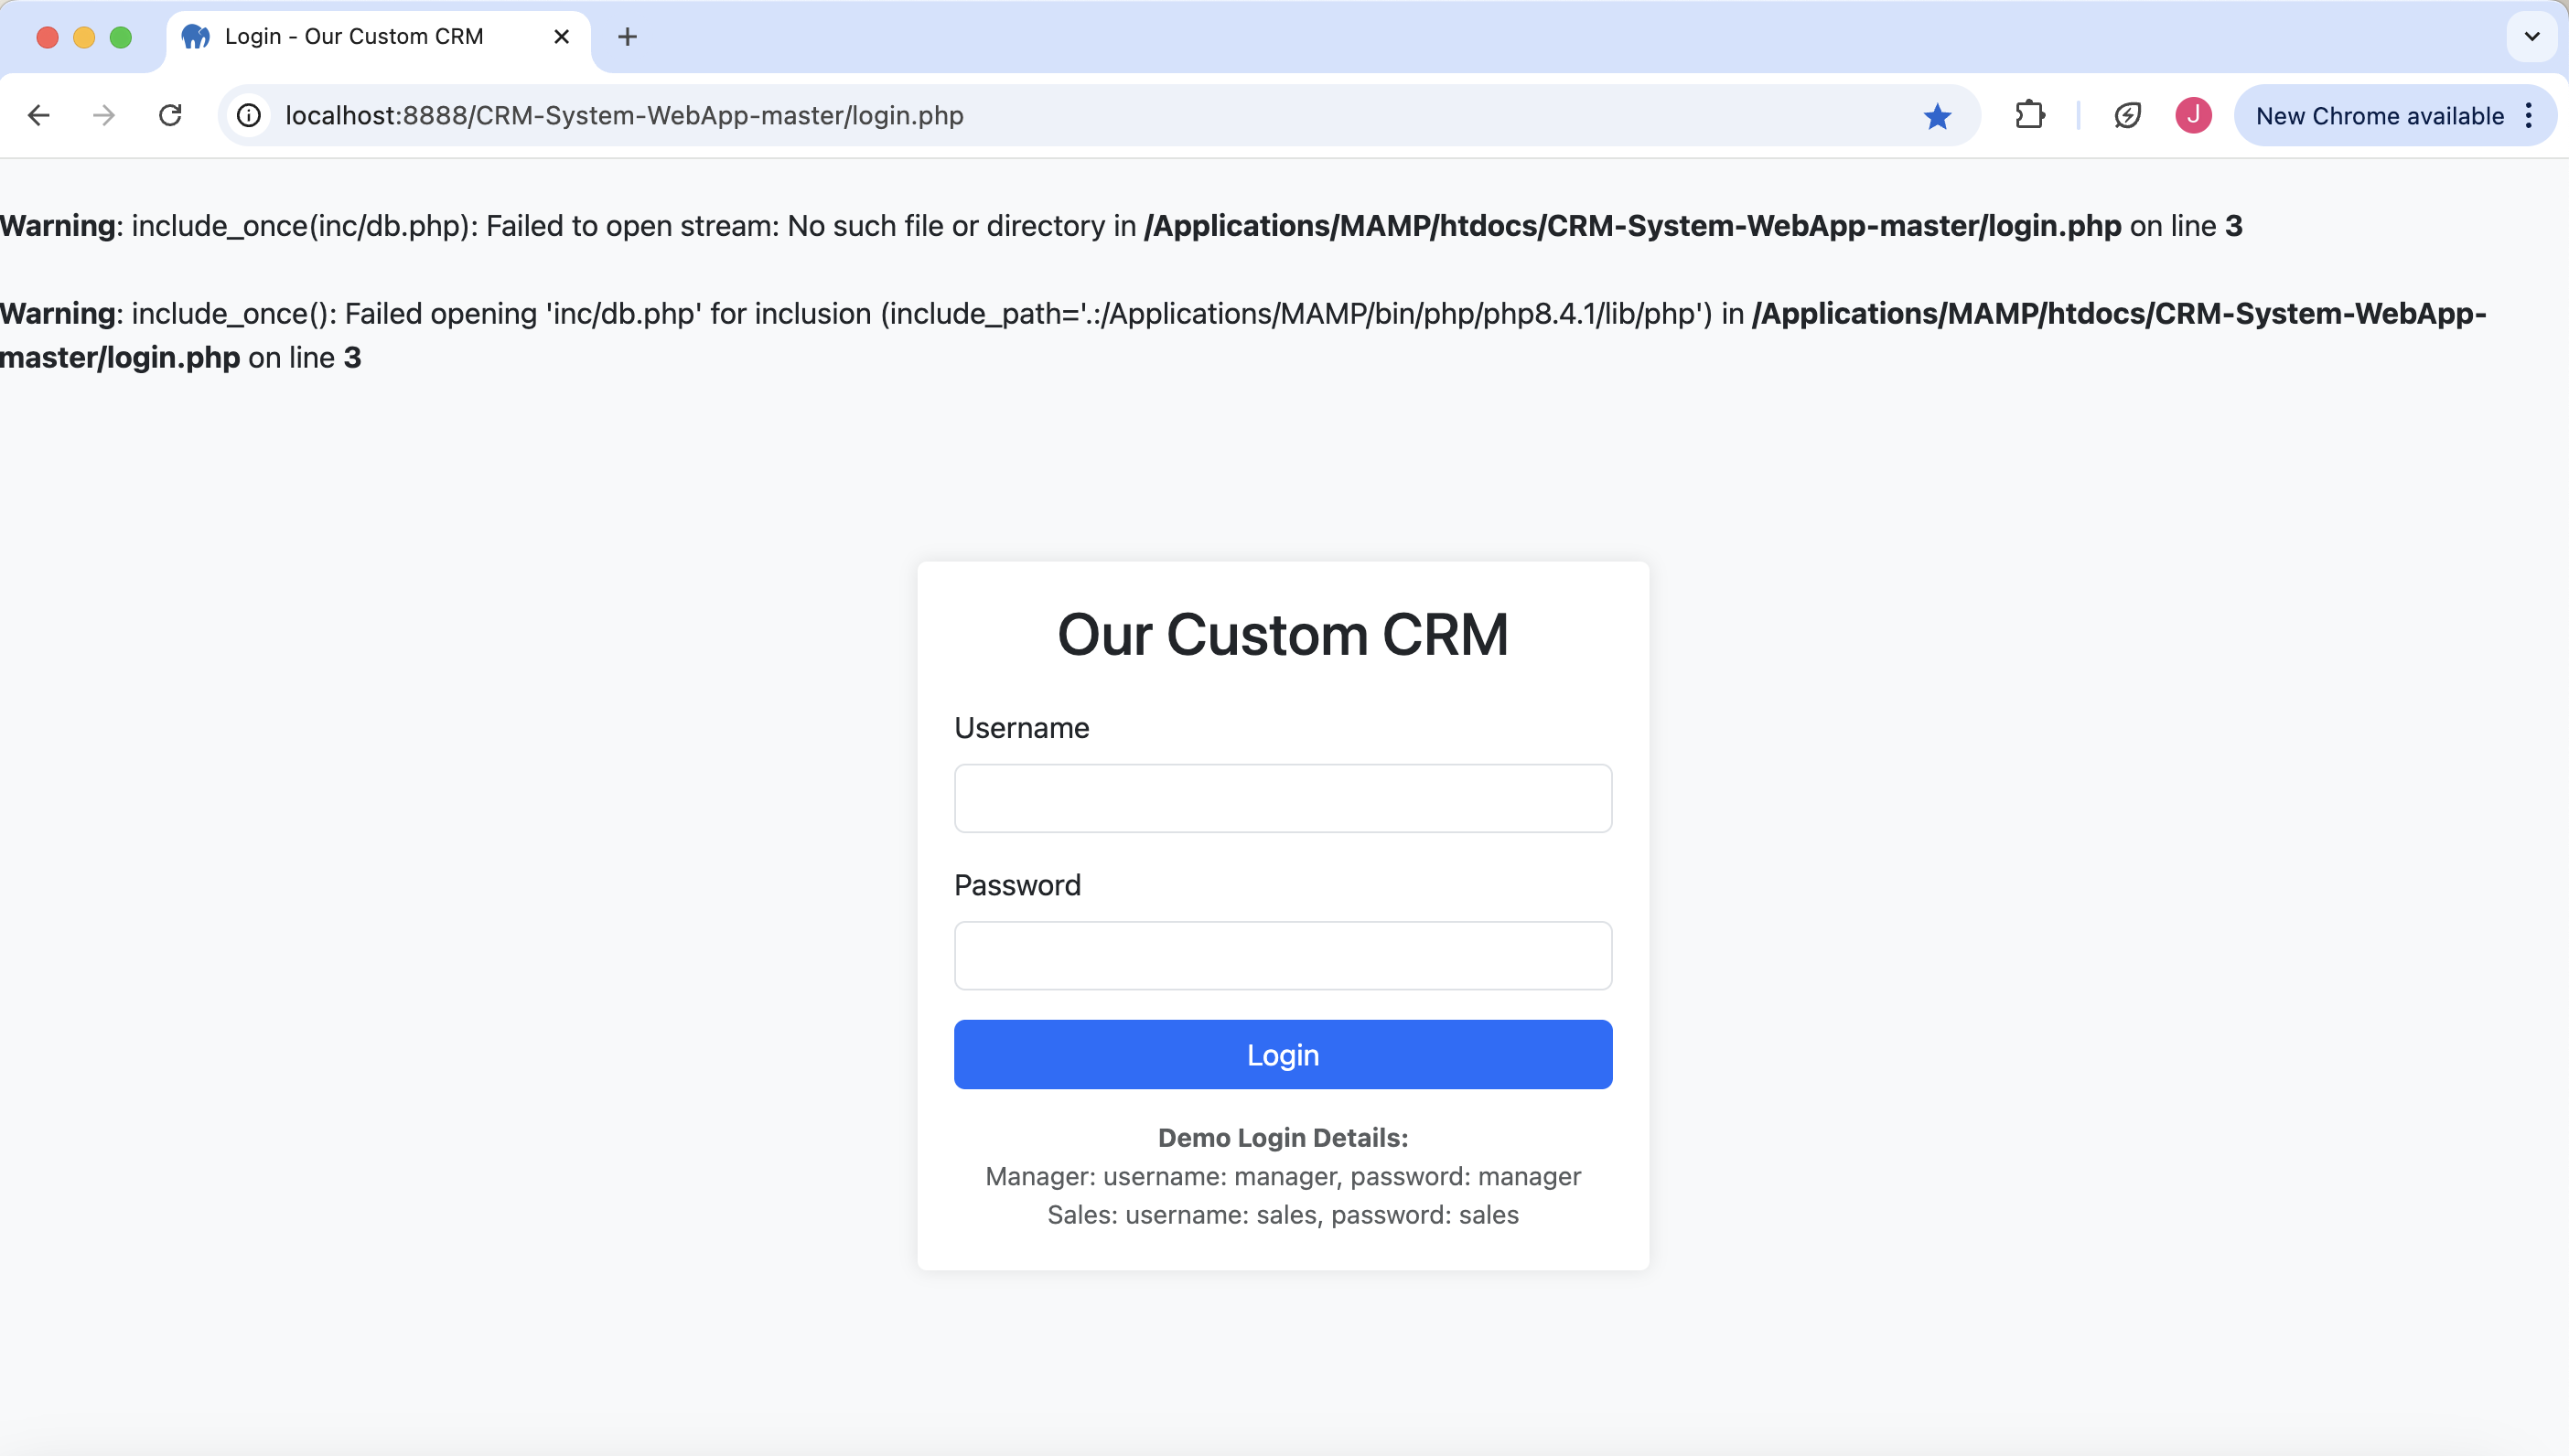 Login - Our Custom CRM
localhost:8888/CRM-System-WebApp-master/login.php
J
New Chrome available
Warning: include_once(inc/db.php): Failed to open stream: No such file or directory in /Applications/MAMP/htdocs/CRM-System-WebApp-master/login.php on line 3
Warning: include_once(): Failed opening 'inc/db.php' for inclusion (include_path='.:/Applications/MAMP/bin/php/php8.4.1/lib/php') in /Applications/MAMP/htdocs/CRM-System-WebApp-
master/login.php on line 3
Our Custom CRM
Username
Password
Login
Demo Login Details:
Manager: username: manager, password: manager
Sales: username: sales, password: sales